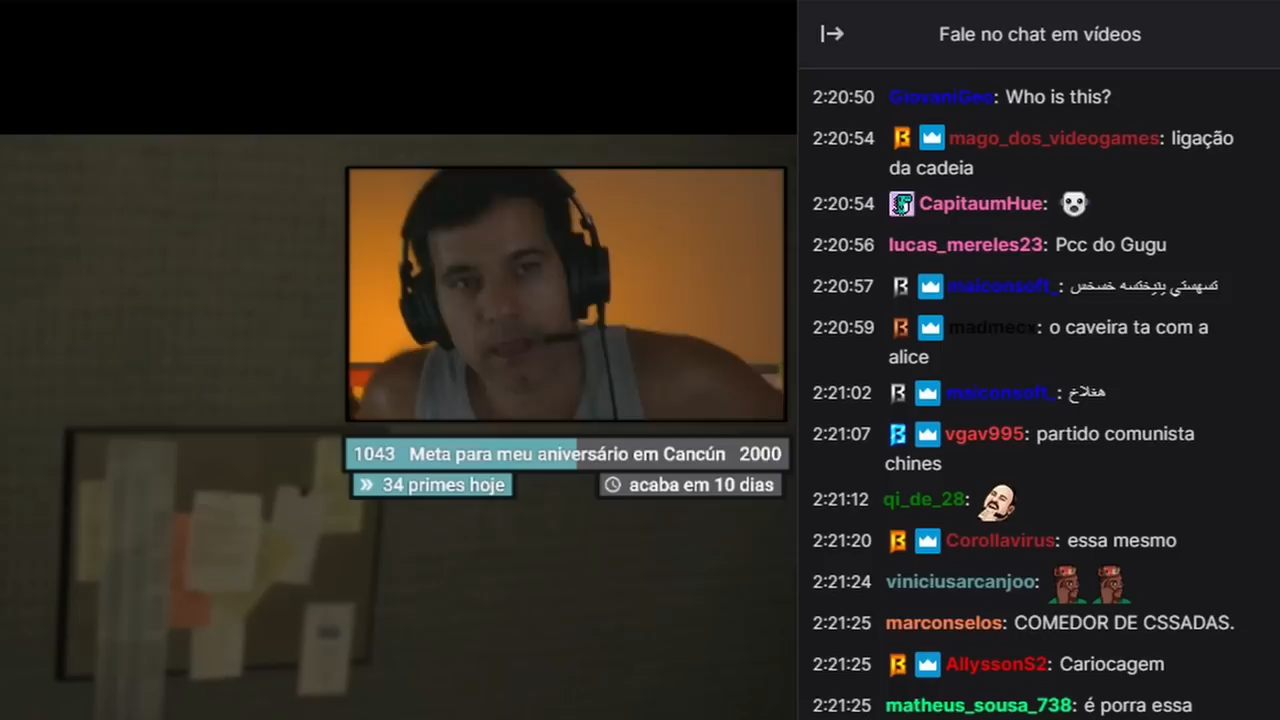 Fale no chat em vídeos
2:20:50 GiovaniGeo: Who is this?
2:20:54 mago_dos_videogames: ligação
da cadeia
2:20:54 CapitaumHue:
2:20:56 lucas_mereles23: Pcc do Gugu
2:20:57 maiconsoft_:
2:20:59 madmecx: o caveira ta com a
alice
2:21:02 maiconsoft_:
2:21:07 vgav995: partido comunista
chines
2:21:12 qi_de_28:
2:21:20 Corollavirus: essa mesmo
2:21:24 viniciusarcanjoo:
2:21:25 marconselos: COMEDOR DE CSSADAS.
2:21:25 AllyssonS2: Cariocagem
2:21:25 matheus_sousa_738: é porra essa
1043 Meta para meu aniversário em Cancún 2000
34 primes hoje
acaba em 10 dias